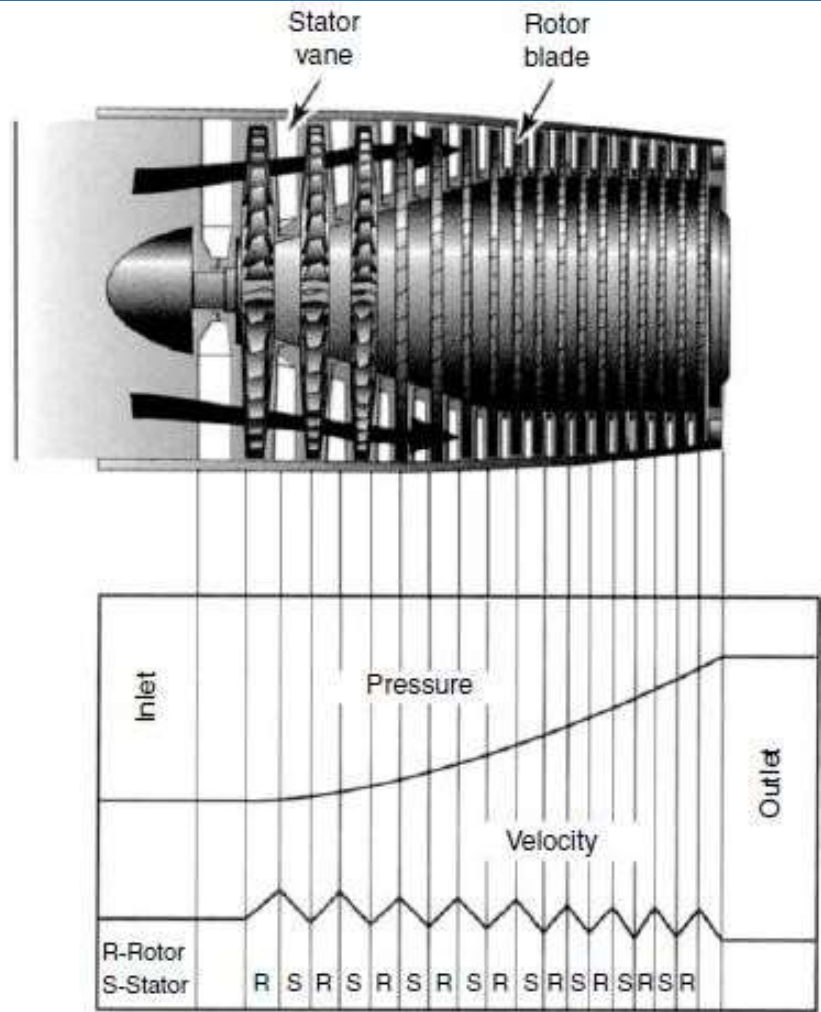 Stator
vane
Rotor
blade
Inlet
Pressure
Outlet
Velocity
R-Rotor
S-Stator
R S R S R S R S R S R S R S R S R